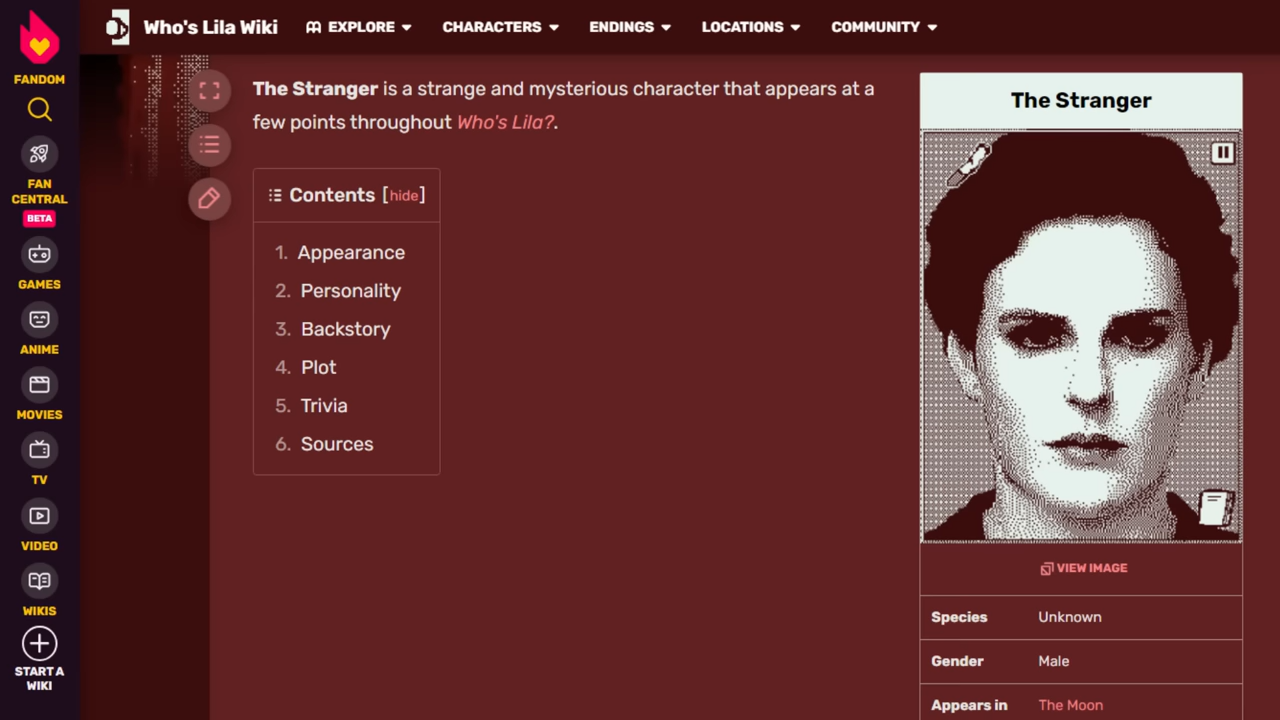 Who's Lila Wiki
EXPLORE
CHARACTERS
ENDINGS
LOCATIONS
COMMUNITY
FANDOM
FAN
CENTRAL
BETA
GAMES
ANIME
MOVIES
TV
VIDEO
WIKIS
START A
WIKI
The Stranger is a strange and mysterious character that appears at a
few points throughout Who's Lila?.
Contents [hide]
1. Appearance
2. Personality
3. Backstory
4. Plot
5. Trivia
6. Sources
The Stranger
VIEW IMAGE
Species Unknown
Gender Male
Appears in The Moon